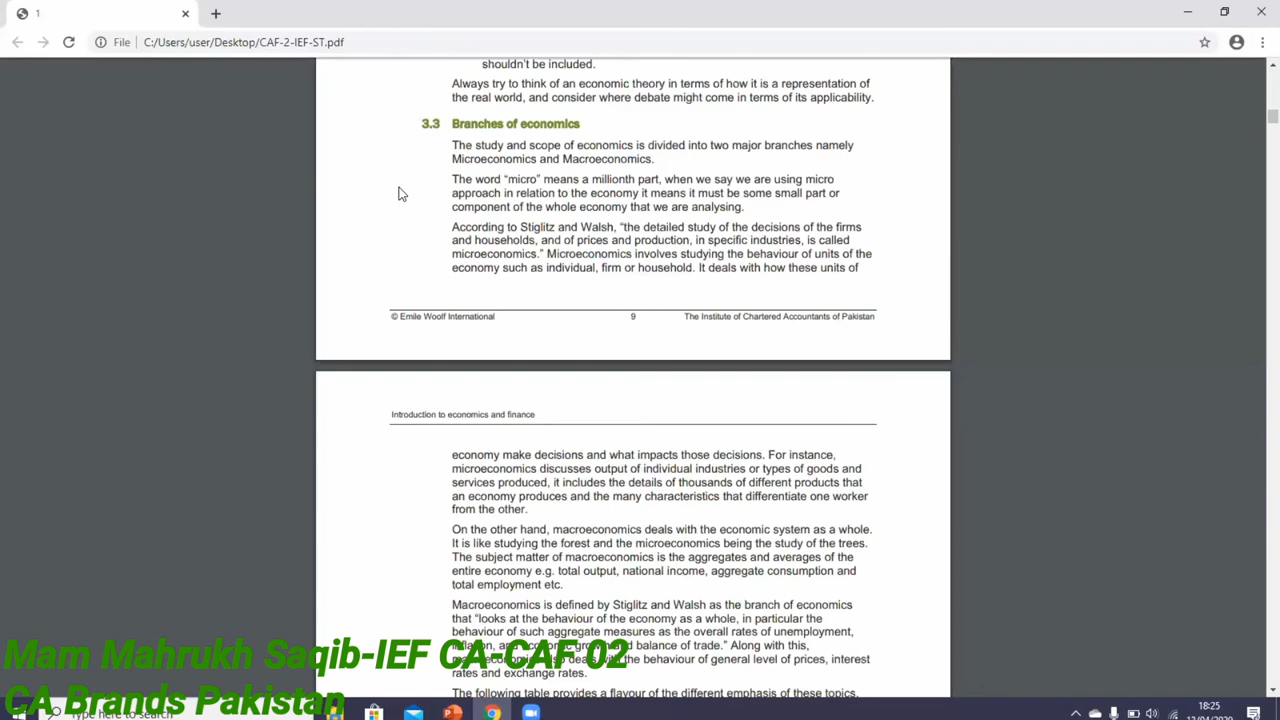 1
File
C:/Users/user/Desktop/CAF-2-IEF-ST.pdf
shouldn't be included.
Always try to think of an economic theory in terms of how it is a representation of
the real world, and consider where debate might come in terms of its applicability.
3.3 Branches of economics
The study and scope of economics is divided into two major branches namely
Microeconomics and Macroeconomics.
The word “micro” means a millionth part, when we say we are using micro
approach in relation to the economy it means it must be some small part or
component of the whole economy that we are analysing.
According to Stiglitz and Walsh, “the detailed study of the decisions of the firms
and households, and of prices and production, in specific industries, is called
microeconomics.” Microeconomics involves studying the behaviour of units of the
economy such as individual, firm or household. It deals with how these units of
© Emile Woolf International 9 The Institute of Chartered Accountants of Pakistan
Introduction to economics and finance
economy make decisions and what impacts those decisions. For instance,
microeconomics discusses output of individual industries or types of goods and
services produced, it includes the details of thousands of different products that
an economy produces and the many characteristics that differentiate one worker
from the other.
On the other hand, macroeconomics deals with the economic system as a whole.
It is like studying the forest and the microeconomics being the study of the trees.
The subject matter of macroeconomics is the aggregates and averages of the
entire economy e.g. total output, national income, aggregate consumption and
total employment etc.
Macroeconomics is defined by Stiglitz and Walsh as the branch of economics
that “looks at the behaviour of the economy as a whole, in particular the
behaviour of such aggregate measures as the overall rates of unemployment,
inflation, and economic growth and balance of trade.” Along with this,
macroeconomics also deals with the behaviour of general level of prices, interest
rates and exchange rates.
The following table provides a flavour of the different emphasis of these topics.
Mam Mahrukh Saqib-IEF CA-CAF 02
CA Brands Pakistan
Type here to search
18:25